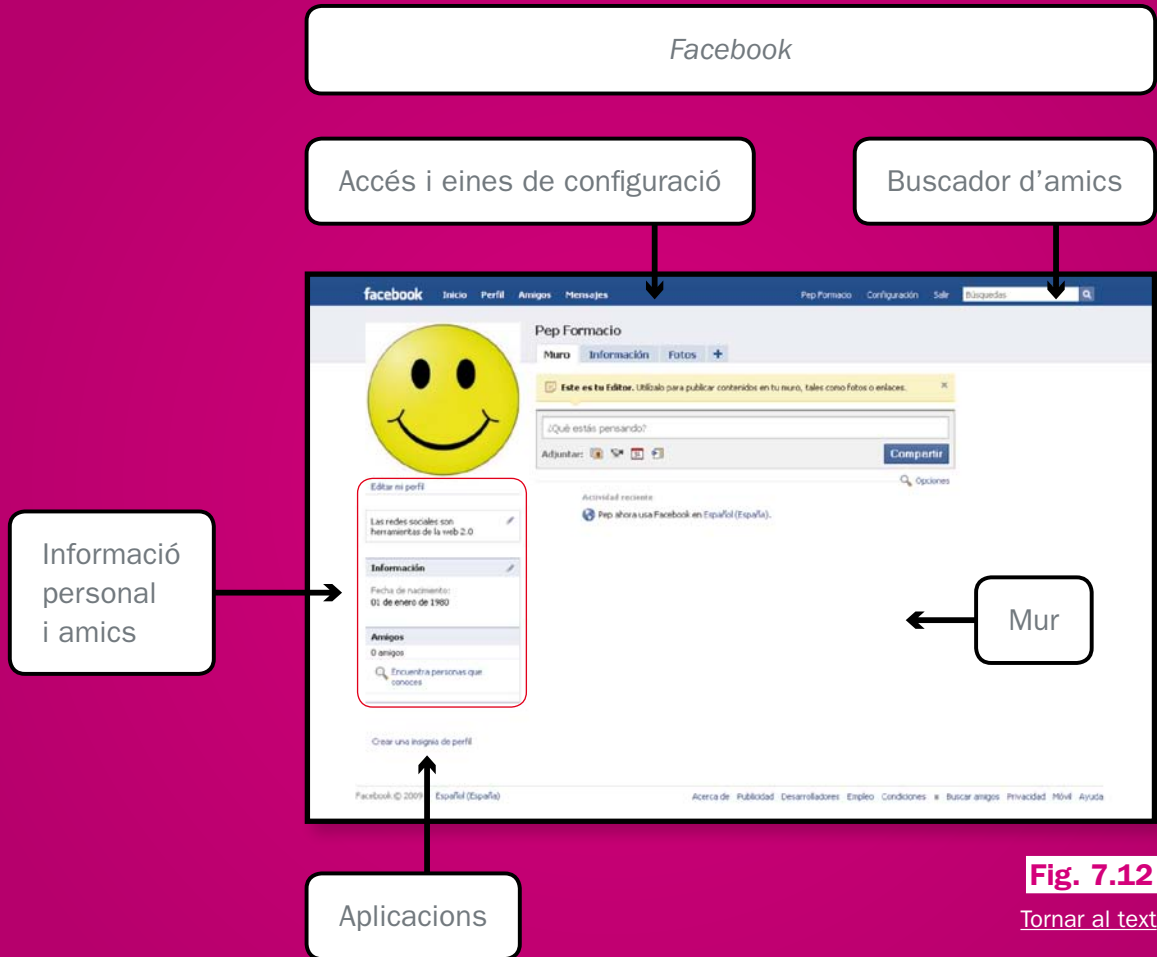 Facebook
Accés i eines de configuració
Buscador d’amics
facebook Inicio Perfil Amigos Mensajes Pep Formacio Configuración Salir Búsquedas
Pep Formacio
Muro Información Fotos +
Este es tu Editor. Utilízalo para publicar contenidos en tu muro, tales como fotos o enlaces. ×
¿Qué estás pensando?
Adjuntar: 31 Compartir
Opciones
Editar mi perfil
Actividad reciente
Pep ahora usa Facebook en Español (España).
Las redes sociales son
herramientas de la web 2.0
Información
Fecha de nacimiento:
01 de enero de 1980
Amigos
0 amigos
Encuentra personas que
conoces
Informació
personal
i amics
Mur
Crear una insignia de perfil
Facebook © 2009 Español (España) Acerca de Publicidad Desarrolladores Empleo Condiciones Buscar amigos Privacidad Móvil Ayuda
Aplicacions
Fig. 7.12
Tornar al text